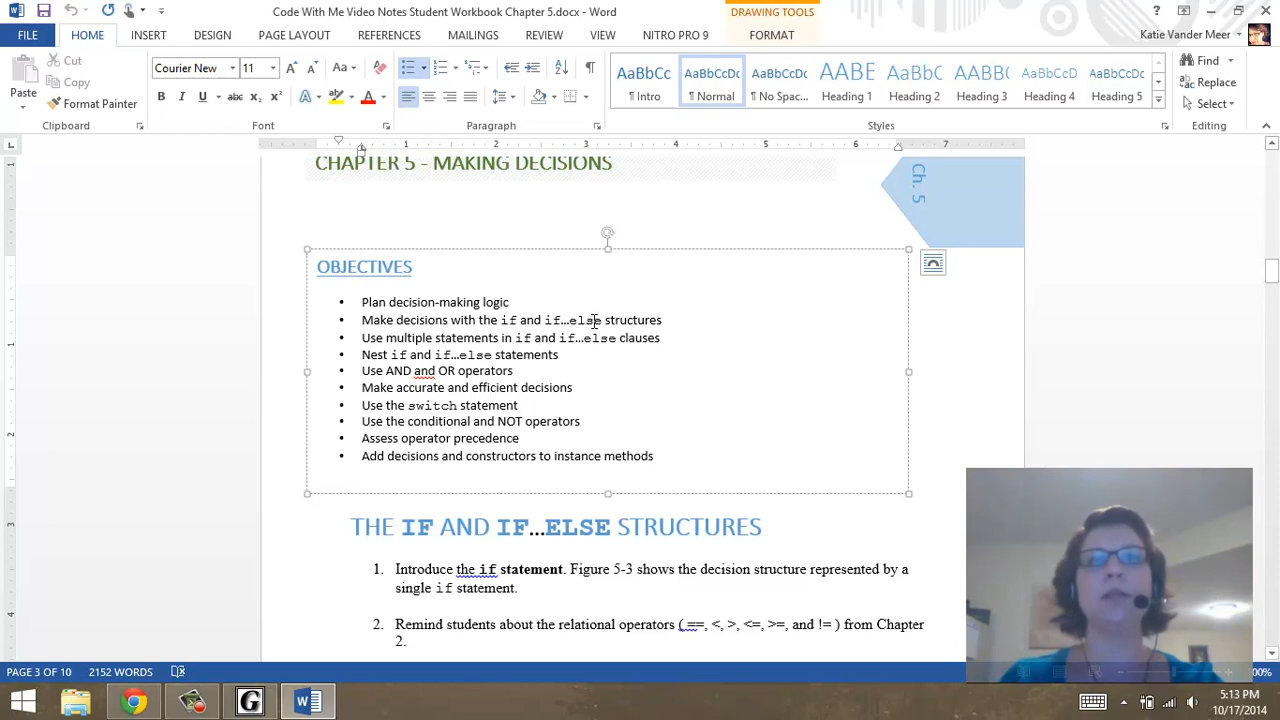 Code With Me Video Notes Student Workbook Chapter 5.docx - Word
DRAWING TOOLS
FILE HOME INSERT DESIGN PAGE LAYOUT REFERENCES MAILINGS REVIEW VIEW NITRO PRO 9 FORMAT Katie Vander Meer
Paste
Cut
Copy
Format Painter
Clipboard
Courier New 11
Font
Paragraph
AaBbCc AaBbCcDc AaBbCcDc AABE AaBbC AABBCC AaBbCcD AaBbCcDc
¶ Intro ¶ Normal ¶ No Spac... Heading 1 Heading 2 Heading 3 Heading 4 Heading 5
Styles
Find
Replace
Select
Editing
1 2 3 4 5 6 7
CHAPTER 5 - MAKING DECISIONS
Ch. 5
OBJECTIVES
• Plan decision-making logic
• Make decisions with the if and if…else structures
• Use multiple statements in if and if…else clauses
• Nest if and if…else statements
• Use AND and OR operators
• Make accurate and efficient decisions
• Use the switch statement
• Use the conditional and NOT operators
• Assess operator precedence
• Add decisions and constructors to instance methods
THE IF AND IF…ELSE STRUCTURES
1. Introduce the if statement. Figure 5-3 shows the decision structure represented by a
single if statement.
2. Remind students about the relational operators ( ==, <, >, <=, >=, and != ) from Chapter
2.
PAGE 3 OF 10 2152 WORDS
5:13 PM
10/17/2014